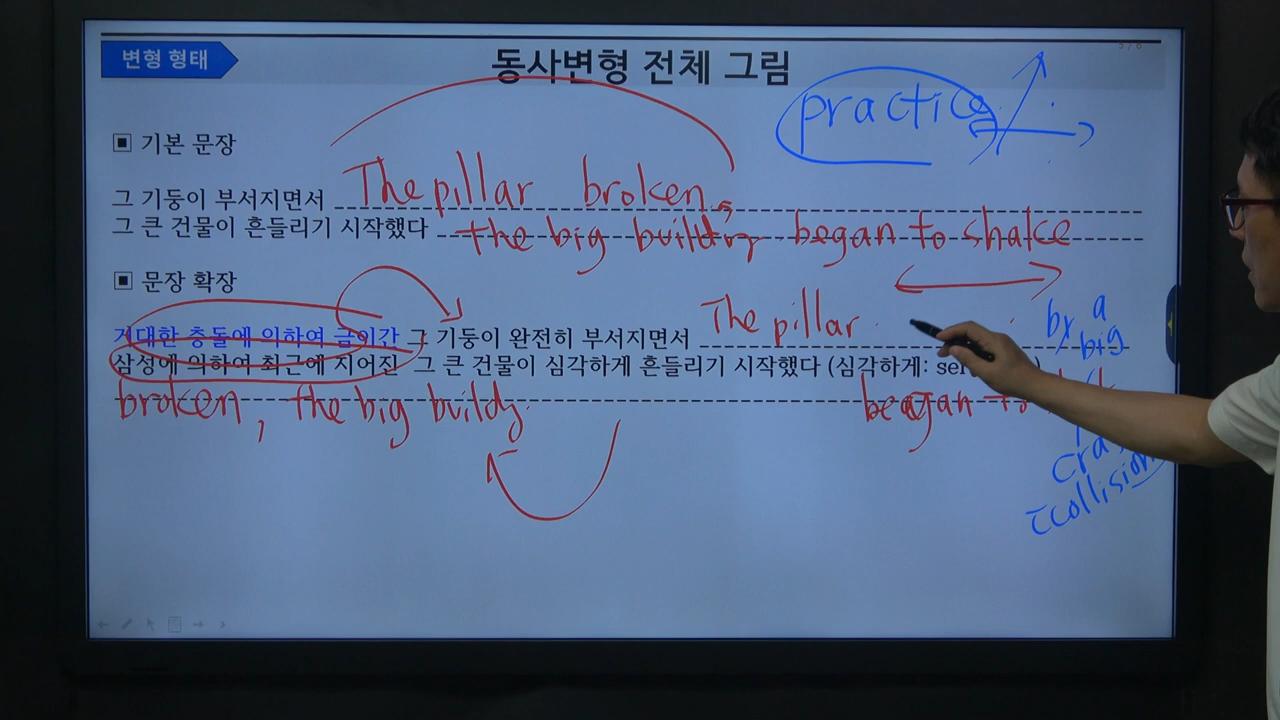 변형 형태
동사변형 전체 그림
5 / 6
practice
▣ 기본 문장
그 기둥이 부서지면서 The pillar broken,
그 큰 건물이 흔들리기 시작했다 the big building began to shake
▣ 문장 확장
거대한 충돌에 의하여 금이간 그 기둥이 완전히 부서지면서 The pillar
by a big
삼성에 의하여 최근에 지어진 그 큰 건물이 심각하게 흔들리기 시작했다 (심각하게:
broken, the big buildg beagan to
collision